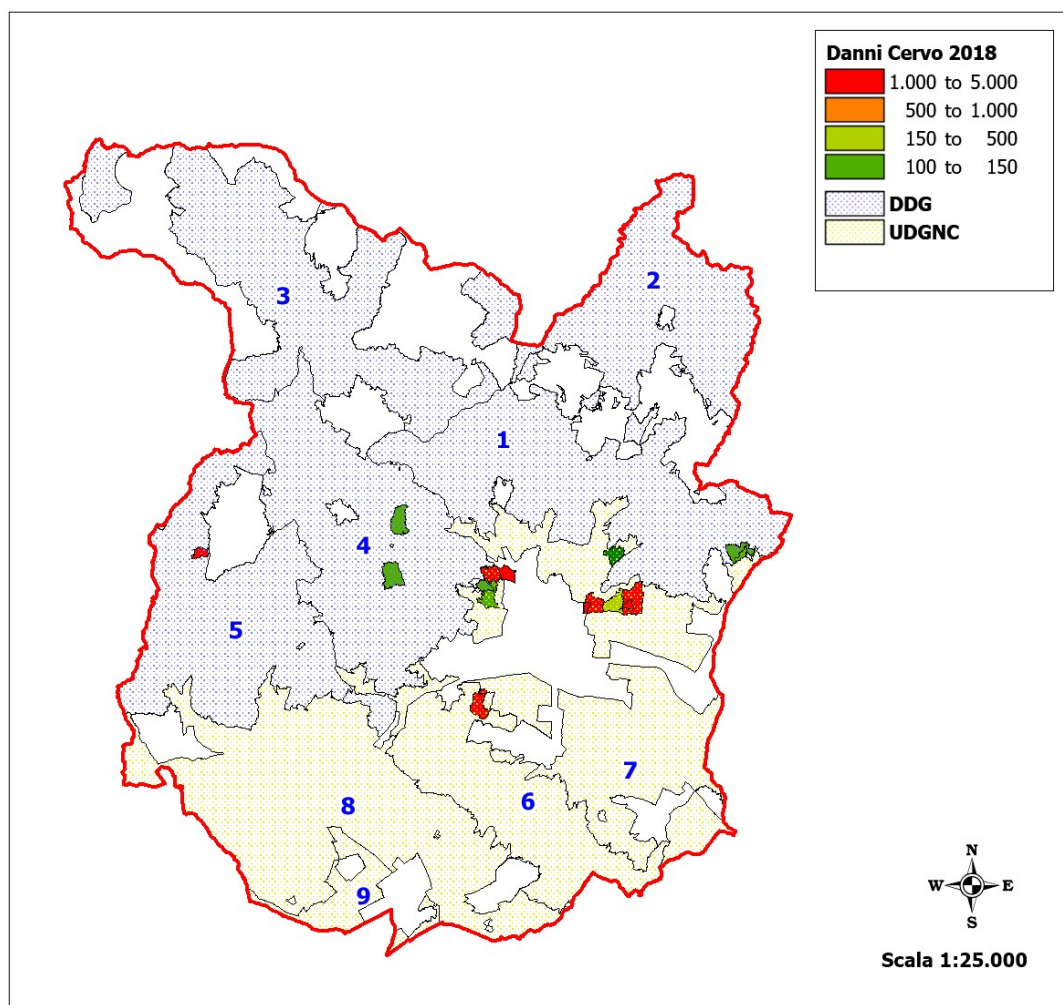 Danni Cervo 2018
1.000 to 5.000
500 to 1.000
150 to 500
100 to 150
DDG
UDGNC
2
3
1
4
5
7
6
8
9
N
W E
S
Scala 1:25.000